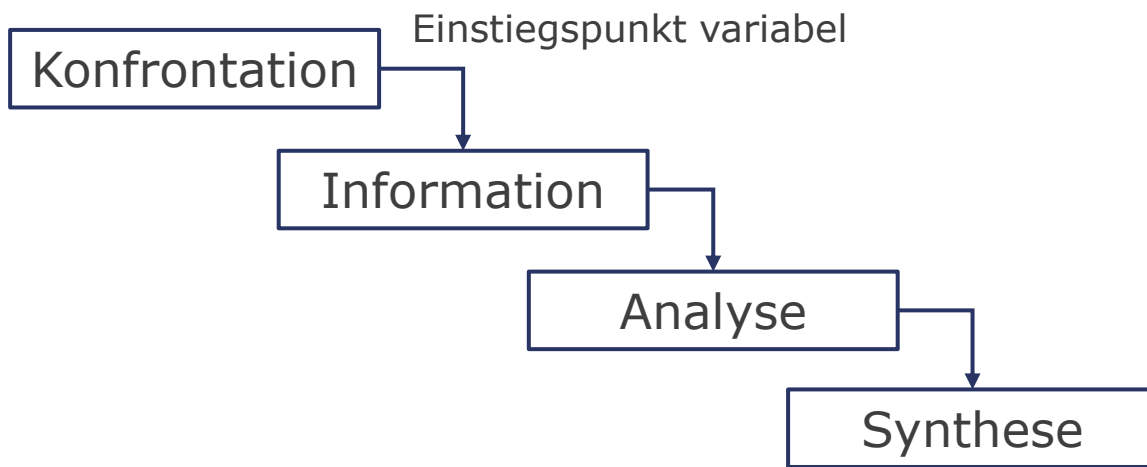 Einstiegspunkt variabel
Konfrontation
Information
Analyse
Synthese